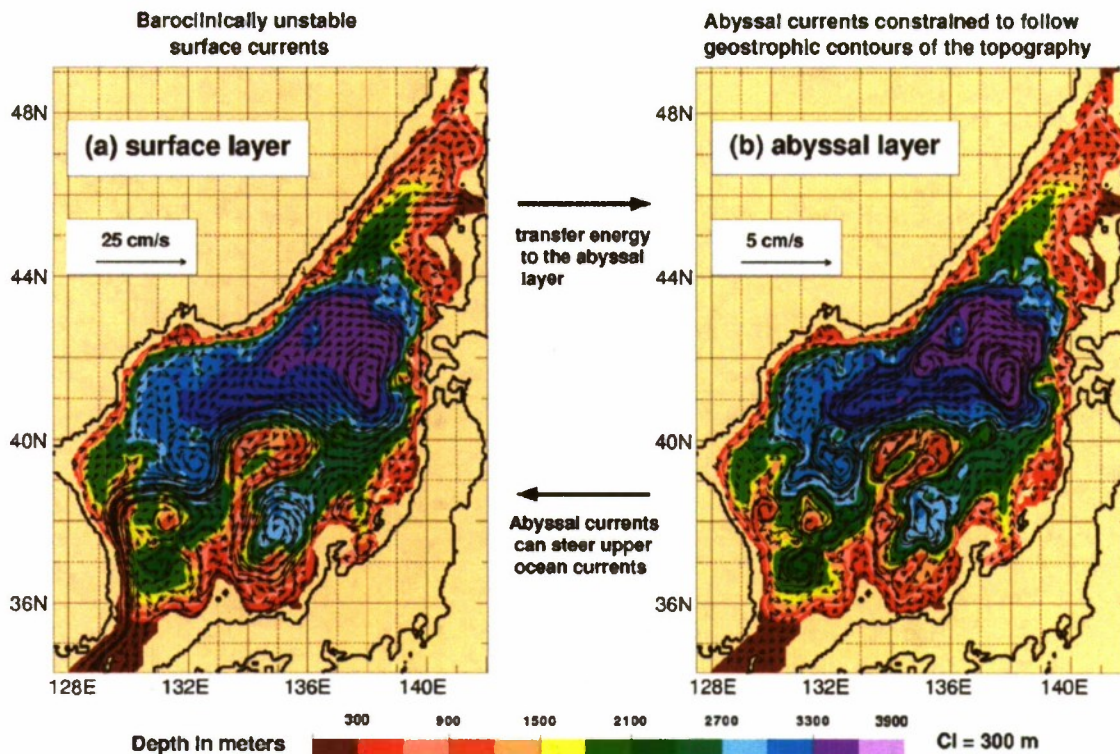 Baroclinically unstable
surface currents
Abyssal currents constrained to follow
geostrophic contours of the topography
48N
44N
40N
36N
128E
132E
136E
140E
(a) surface layer
25 cm/s
transfer energy
to the abyssal
layer
Abyssal currents
can steer upper
ocean currents
48N
44N
40N
36N
128E
132E
136E
140E
(b) abyssal layer
5 cm/s
300 900 1500 2100 2700 3300 3900
Depth in meters
CI = 300 m